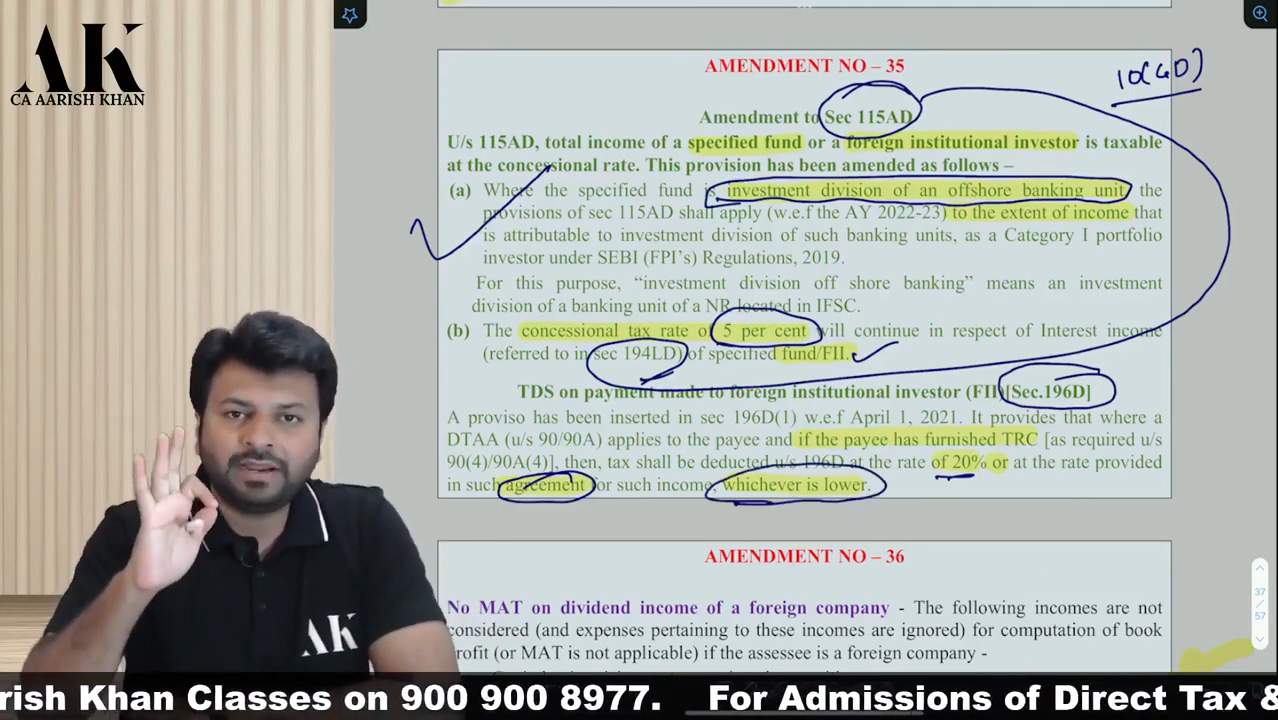 AK
CA AARISH KHAN
AMENDMENT NO – 35
10(4D)
Amendment to Sec 115AD
U/s 115AD, total income of a specified fund or a foreign institutional investor is taxable
at the concessional rate. This provision has been amended as follows –
(a) Where the specified fund is investment division of an offshore banking unit, the
provisions of sec 115AD shall apply (w.e.f the AY 2022-23) to the extent of income that
is attributable to investment division of such banking units, as a Category I portfolio
investor under SEBI (FPI's) Regulations, 2019.
For this purpose, “investment division off shore banking” means an investment
division of a banking unit of a NR located in IFSC.
(b) The concessional tax rate of 5 per cent will continue in respect of Interest income
(referred to in sec 194LD) of specified fund/FII.
TDS on payment made to foreign institutional investor (FII)[Sec.196D]
A proviso has been inserted in sec 196D(1) w.e.f April 1, 2021. It provides that where a
DTAA (u/s 90/90A) applies to the payee and if the payee has furnished TRC [as required u/s
90(4)/90A(4)], then, tax shall be deducted u/s 196D at the rate of 20% or at the rate provided
in such agreement for such income, whichever is lower.
AMENDMENT NO – 36
No MAT on dividend income of a foreign company - The following incomes are not
considered (and expenses pertaining to these incomes are ignored) for computation of book
profit (or MAT is not applicable) if the assessee is a foreign company -
37
/
57
AK
arish Khan Classes on 900 900 8977. For Admissions of Direct Tax &